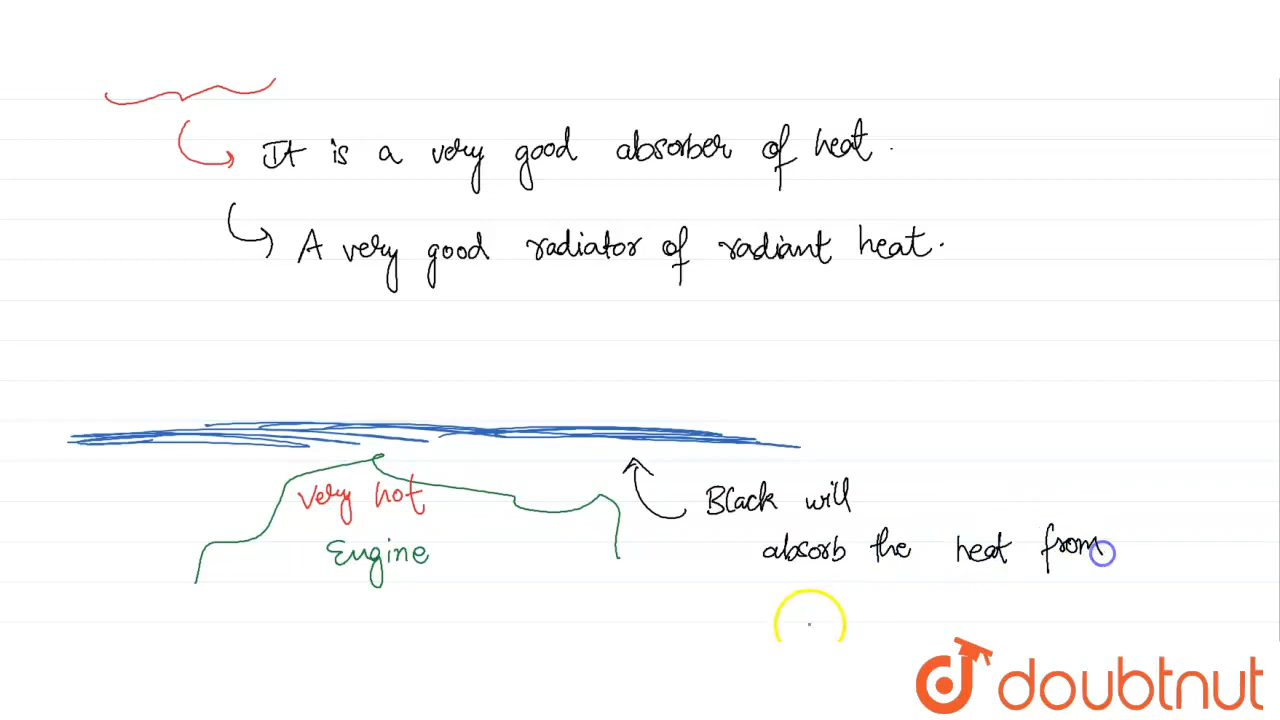 It is a very good absorber of heat.
A very good radiator of radiant heat.
Very hot
Engine
Black will
absorb the heat from
doubtnut